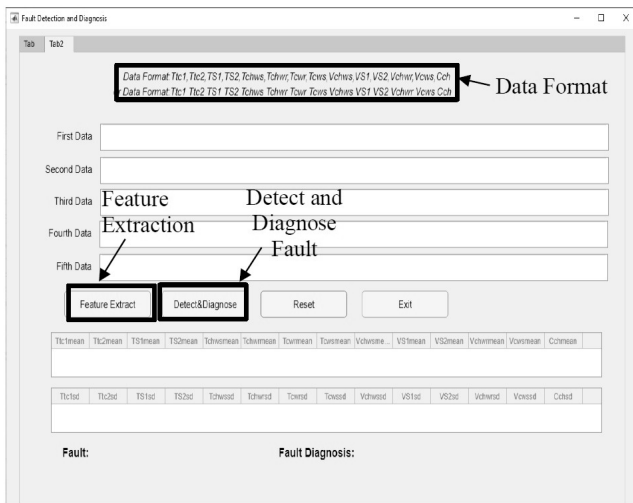 Fault Detection and Diagnosis
Tab Tab2
Data Format:Ttc1,Ttc2,TS1,TS2,Tchws,Tchwr,Tcwr,Tcws,Vchws,VS1,VS2,Vchwr,Vcws,Cch
r Data Format:Ttc1 Ttc2 TS1 TS2 Tchws Tchwr Tcwr Tcws Vchws VS1 VS2 Vchwr Vcws Cch
Data Format
First Data
Second Data
Third Data
Feature Extraction
Detect and Diagnose Fault
Fourth Data
Fifth Data
Feature Extract Detect&Diagnose Reset Exit
Ttc1mean Ttc2mean TS1mean TS2mean Tchwsmean Tchwrmean Tcwrmean Tcwsmean Vchwsme... VS1mean VS2mean Vchwrmean Vcwsmean Cchmean
Ttc1sd Ttc2sd TS1sd TS2sd Tchwssd Tchwrsd Tcwrsd Tcwssd Vchwssd VS1sd VS2sd Vchwrsd Vcwssd Cchsd
Fault: Fault Diagnosis: